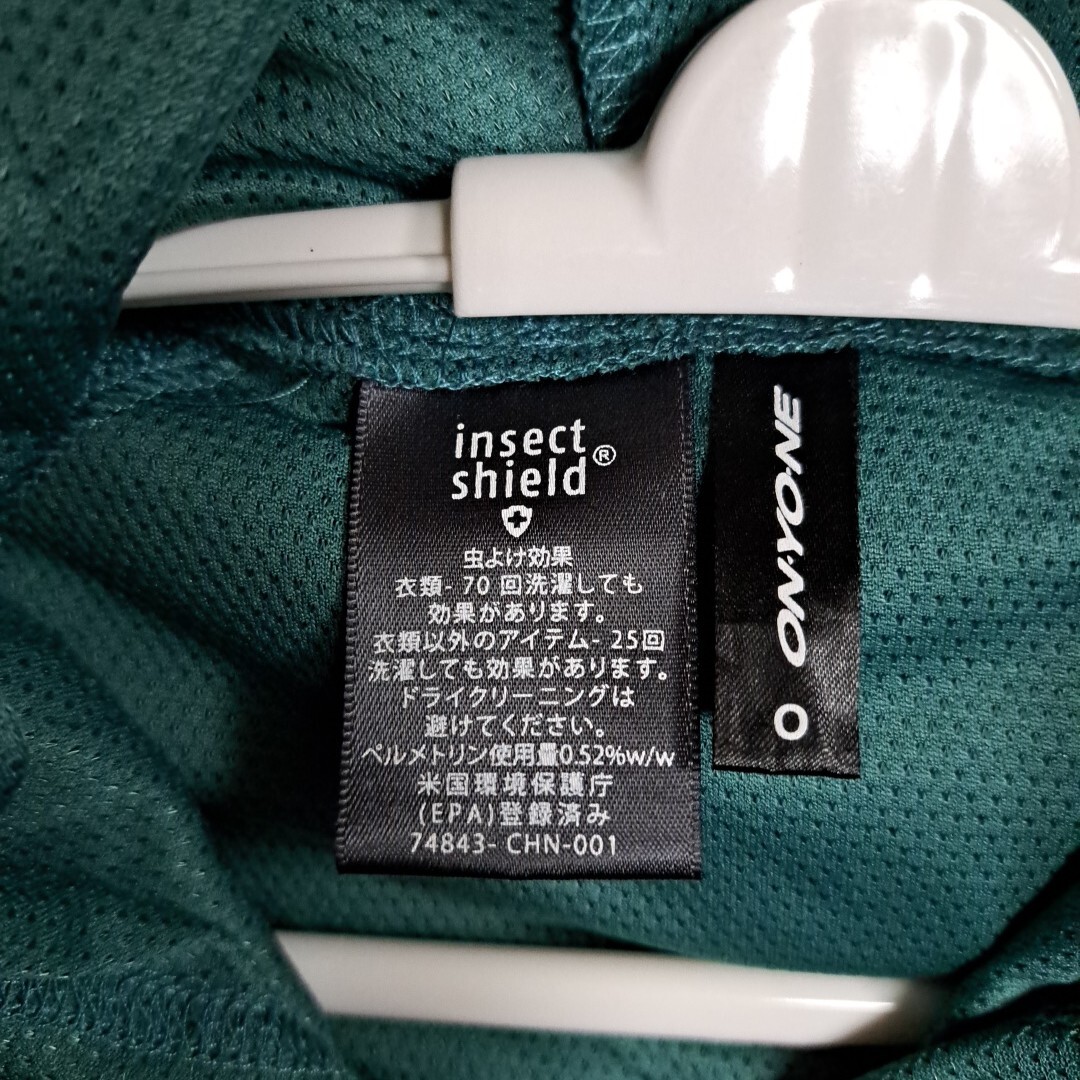 insect
shield®
虫よけ効果
衣類- 70 回洗濯しても
効果があります。
衣類以外のアイテム- 25回
洗濯しても効果があります。
ドライクリーニングは
避けてください。
ペルメトリン使用量0.52%w/w
米国環境保護庁
(EPA)登録済み
74843- CHN-001
ON・YO・NE
O